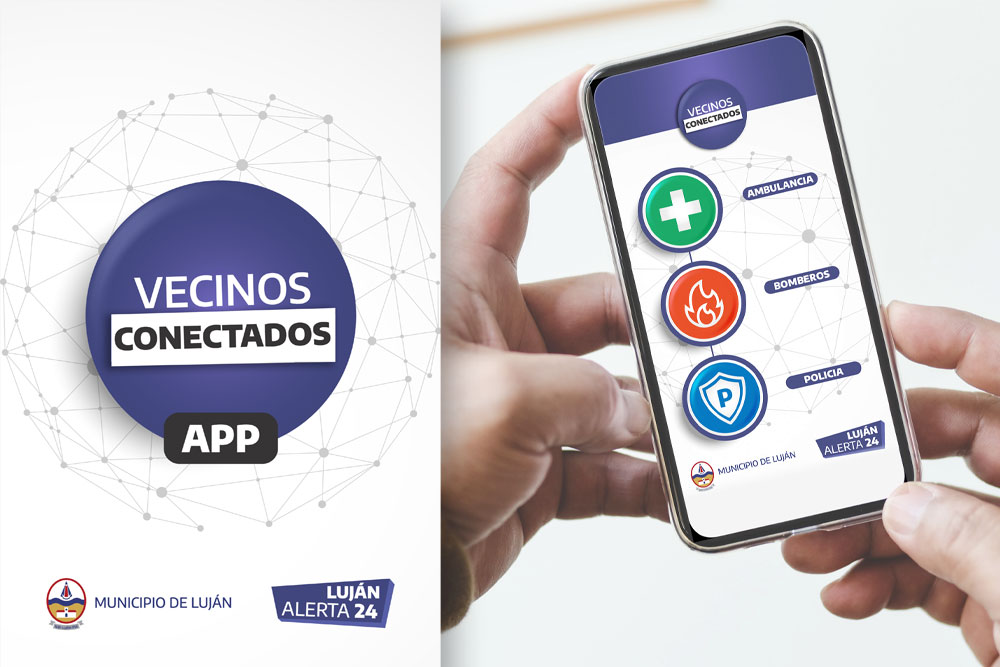 VECINOS
CONECTADOS
APP
MUNICIPIO DE LUJÁN
LUJÁN
ALERTA 24
VECINOS
CONECTADOS
AMBULANCIA
BOMBEROS
POLICIA
P
MUNICIPIO DE LUJÁN
LUJÁN
ALERTA 24